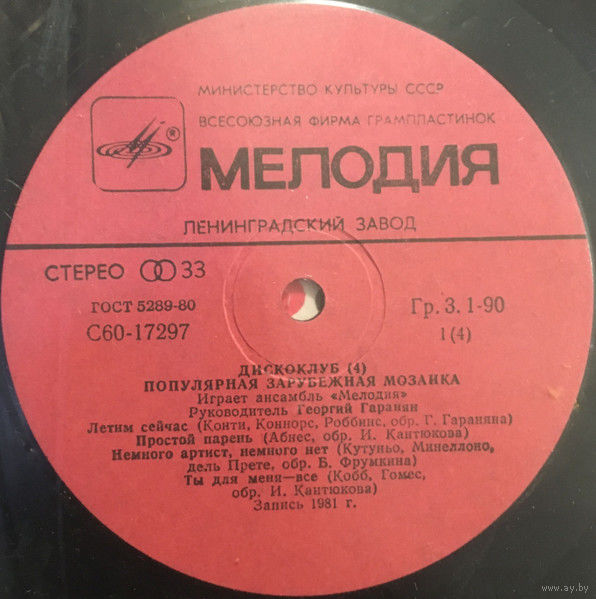 МИНИСТЕРСТВО КУЛЬТУРЫ СССР
ВСЕСОЮЗНАЯ ФИРМА ГРАМПЛАСТИНОК
®
МЕЛОДИЯ
ЛЕНИНГРАДСКИЙ ЗАВОД
СТЕРЕО 33
ГОСТ 5289-80
Гр. 3. 1-90
С60-17297
1(4)
ДИСКОКЛУБ (4)
ПОПУЛЯРНАЯ ЗАРУБЕЖНАЯ МОЗАИКА
Играет ансамбль «Мелодия»
Руководитель Георгий Гаранян
Летим сейчас (Конти, Коннорс, Роббинс, обр. Г. Гараняна)
Простой парень (Абнес, обр. И. Кантюкова)
Немного артист, немного нет (Кутуньо, Минеллоно,
дель Прете, обр. Б. Фрумкина)
Ты для меня—все (Кобб, Гомес,
обр. И. Кантюкова)
Запись 1981 г.
www.ay.by